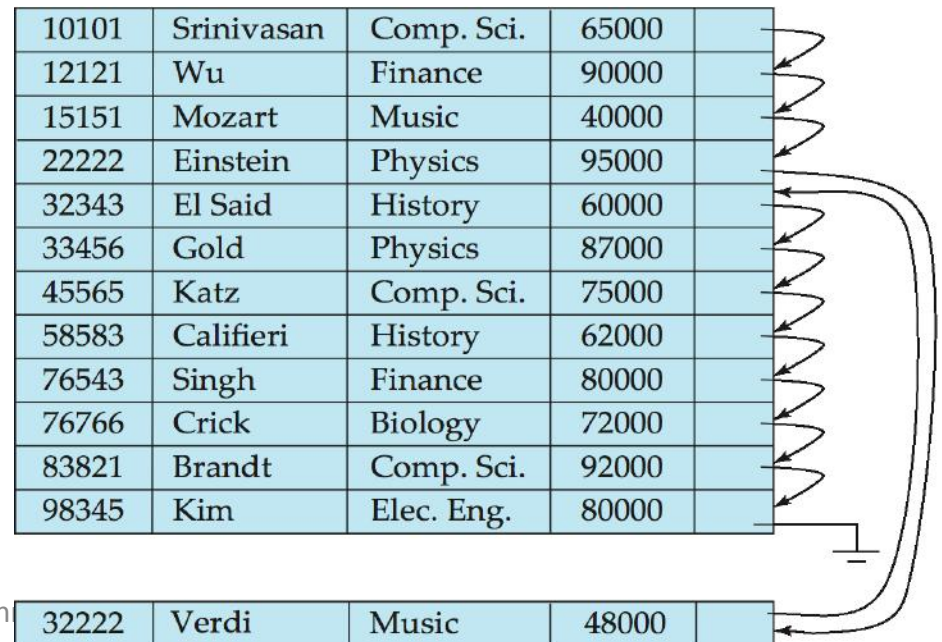 10101 Srinivasan Comp. Sci. 65000
12121 Wu Finance 90000
15151 Mozart Music 40000
22222 Einstein Physics 95000
32343 El Said History 60000
33456 Gold Physics 87000
45565 Katz Comp. Sci. 75000
58583 Califieri History 62000
76543 Singh Finance 80000
76766 Crick Biology 72000
83821 Brandt Comp. Sci. 92000
98345 Kim Elec. Eng. 80000
32222 Verdi Music 48000